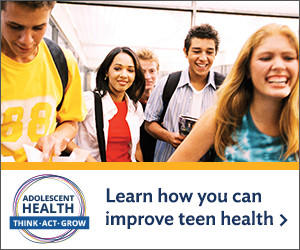 88
ADOLESCENT
HEALTH
THINK · ACT · GROW
Learn how you can
improve teen health >